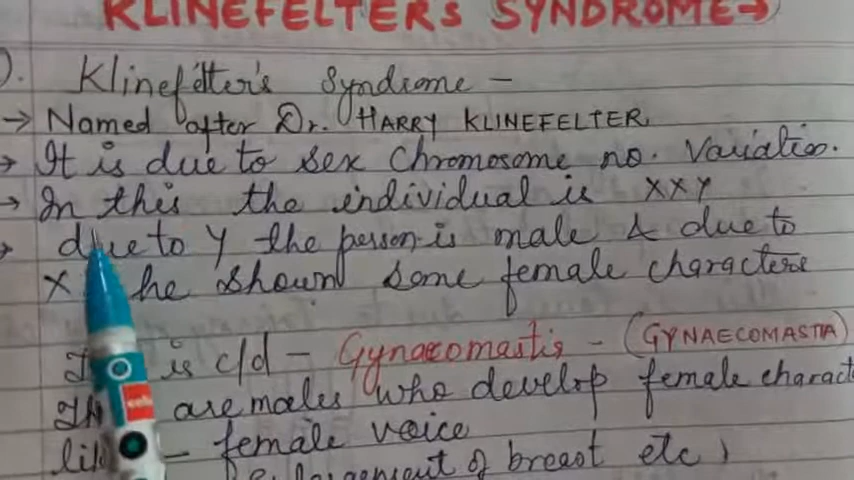 KLINEFELTERS SYNDROME→
). Klinefelter's Syndrome –
→ Named after Dr. HARRY KLINEFELTER
→ It is due to sex chromosome no. Variatio.
→ In this the individual is XXY
→ due to Y the person is male & due to
X he shown some female characters
is c/d – Gynaecomastis – (GYNAECOMASTIA)
are males who develop female charact
– female voice
of breast etc)